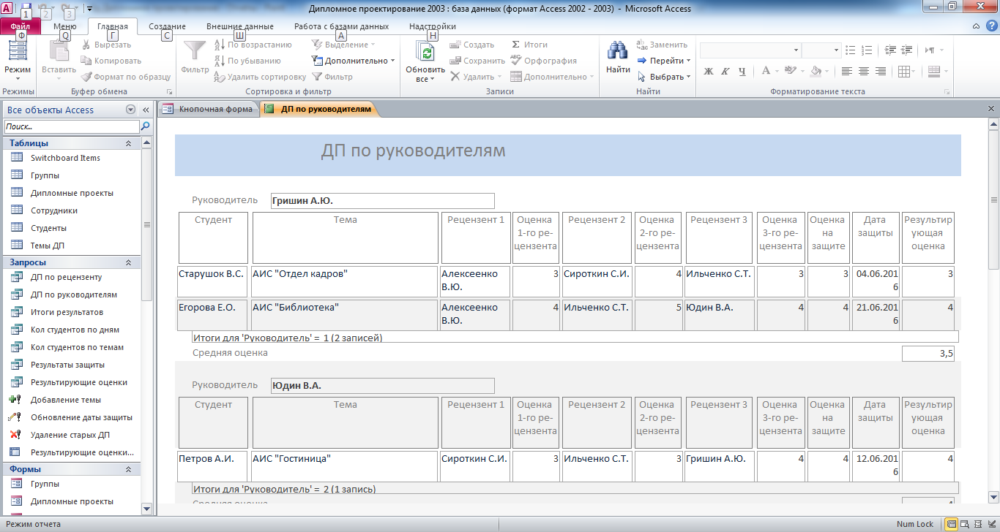 Дипломное проектирование 2003 : база данных (формат Access 2002 - 2003) - Microsoft Access
1 2 3
Файл Меню Главная Создание Внешние данные Работа с базами данных Надстройки
Ф Q Г С Ш А Н
Режим
Режимы
Вставить
Вырезать
Копировать
Формат по образцу
Буфер обмена
Фильтр
По возрастанию
По убыванию
Удалить сортировку
Выделение
Дополнительно
Фильтр
Сортировка и фильтр
Обновить
все
Создать
Сохранить
Удалить
Итоги
Орфография
Дополнительно
Записи
Найти
Заменить
Перейти
Выбрать
Найти
Ж К Ч
Форматирование текста
Все объекты Access
Поиск...
Таблицы
Switchboard Items
Группы
Дипломные проекты
Сотрудники
Студенты
Темы ДП
Запросы
ДП по рецензенту
ДП по руководителям
Итоги результатов
Кол студентов по дням
Кол студентов по темам
Результаты защиты
Результирующие оценки
Добавление темы
Обновление даты защиты
Удаление старых ДП
Результирующие оценки...
Формы
Группы
Дипломные проекты
Кнопочная форма ДП по руководителям
ДП по руководителям
Руководитель Гришин А.Ю.
Студент Тема Рецензент 1 Оценка Рецензент 2 Оценка Рецензент 3 Оценка Оценка Дата Результир
1-го ре- 2-го ре- 3-го ре- на защиты ующая
цензента цензента цензента защите оценка
Старушок В.С. АИС "Отдел кадров" Алексеенко 3 Сироткин С.И. 4 Ильченко С.Т. 3 3 04.06.201 3
В.Ю. 6
Егорова Е.О. АИС "Библиотека" Алексеенко 4 Ильченко С.Т. 5 Юдин В.А. 4 4 21.06.201 4
В.Ю. 6
Итоги для 'Руководитель' = 1 (2 записей)
Средняя оценка 3,5
Руководитель Юдин В.А.
Студент Тема Рецензент 1 Оценка Рецензент 2 Оценка Рецензент 3 Оценка Оценка Дата Результир
1-го ре- 2-го ре- 3-го ре- на защиты ующая
цензента цензента цензента защите оценка
Петров А.И. АИС "Гостиница" Сироткин С.И. 3 Ильченко С.Т. 3 Гришин А.Ю. 4 4 12.06.201 4
6
Итоги для 'Руководитель' = 2 (1 запись)
Средняя оценка 4
Режим отчета Num Lock